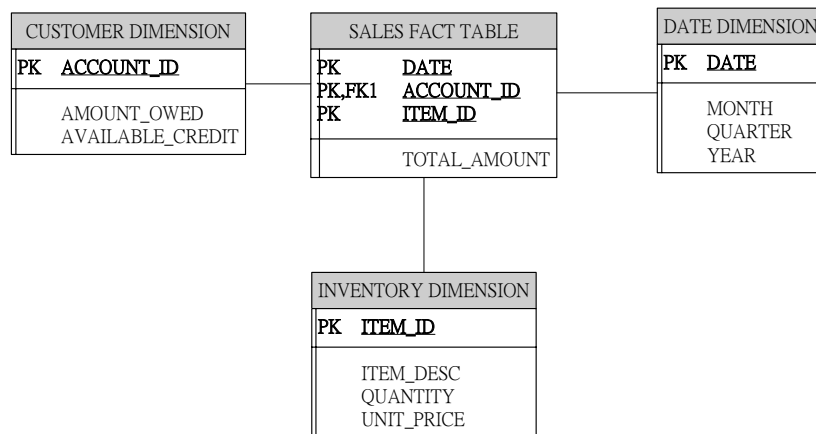 CUSTOMER DIMENSION
PK ACCOUNT_ID
AMOUNT_OWED
AVAILABLE_CREDIT
SALES FACT TABLE
PK DATE
PK,FK1 ACCOUNT_ID
PK ITEM_ID
TOTAL_AMOUNT
DATE DIMENSION
PK DATE
MONTH
QUARTER
YEAR
INVENTORY DIMENSION
PK ITEM_ID
ITEM_DESC
QUANTITY
UNIT_PRICE